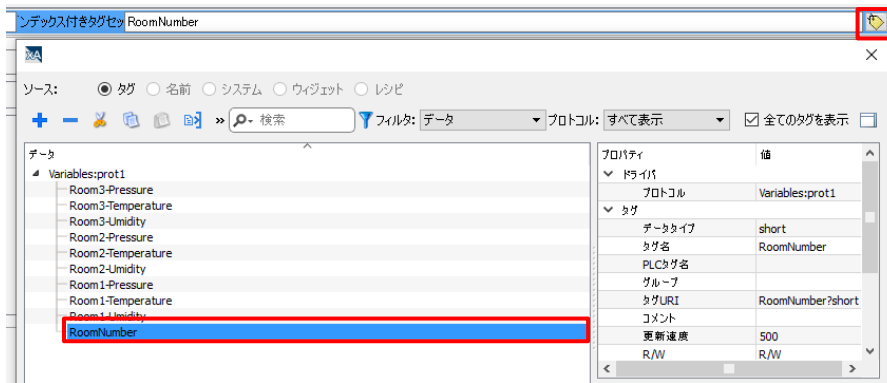 ンデックス付きタグセッ RoomNumber
ソース: タグ 名前 システム ウィジェット レシピ
» 検索 フィルタ: データ プロトコル: すべて表示 全てのタグを表示
データ
Variables:prot1
Room3-Pressure
Room3-Temperature
Room3-Umidity
Room2-Pressure
Room2-Temperature
Room2-Umidity
Room1-Pressure
Room1-Temperature
Room1-Umidity
RoomNumber
プロパティ 値
ドライバ
プロトコル Variables:prot1
タグ
データタイプ short
タグ名 RoomNumber
PLCタグ名
グループ
タグURI RoomNumber?short
コメント
更新速度 500
R/W R/W